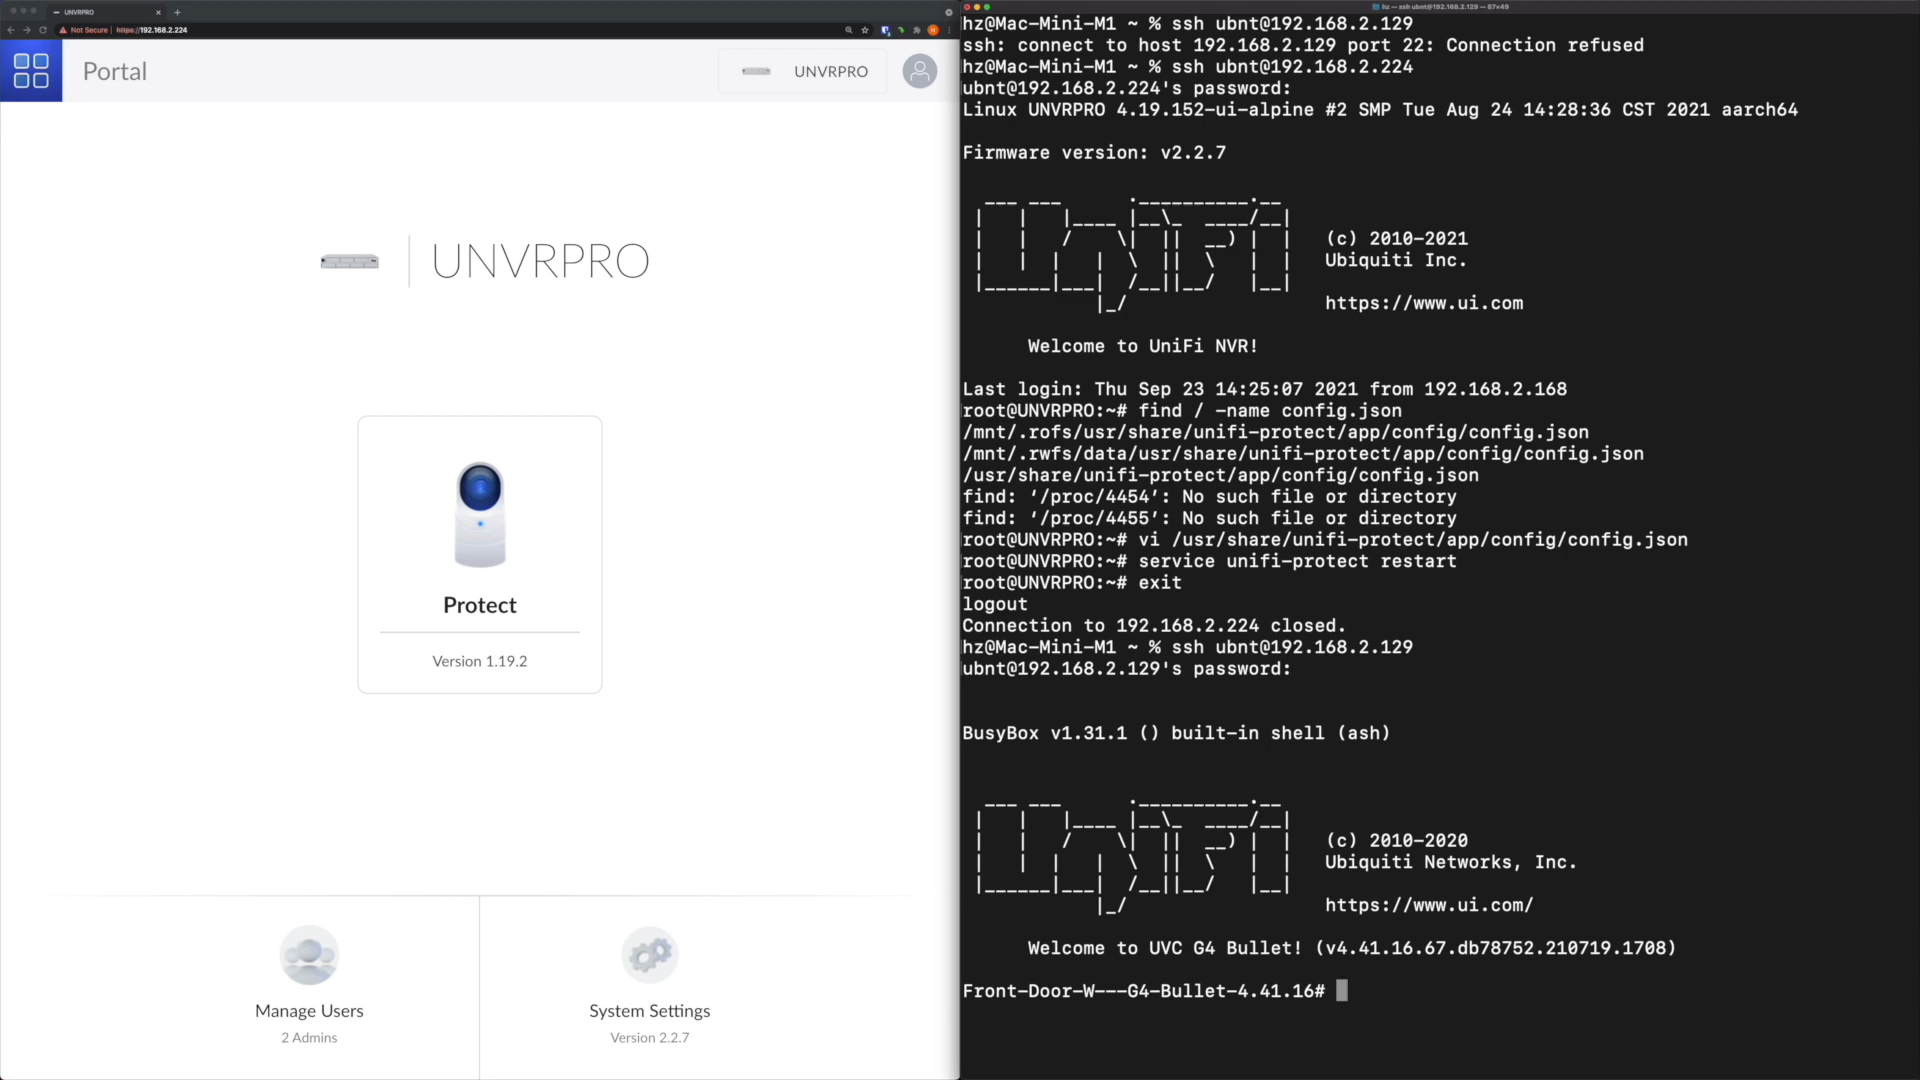 UNVRPRO
Not Secure | https://192.168.2.224
Portal
UNVRPRO
UNVRPRO
Protect
Version 1.19.2
Manage Users
2 Admins
System Settings
Version 2.2.7
hz — ssh ubnt@192.168.2.129 — 87×49
hz@Mac-Mini-M1 ~ % ssh ubnt@192.168.2.129
ssh: connect to host 192.168.2.129 port 22: Connection refused
hz@Mac-Mini-M1 ~ % ssh ubnt@192.168.2.224
ubnt@192.168.2.224's password:
Linux UNVRPRO 4.19.152-ui-alpine #2 SMP Tue Aug 24 14:28:36 CST 2021 aarch64
Firmware version: v2.2.7
UniFi
(c) 2010-2021
Ubiquiti Inc.
https://www.ui.com
Welcome to UniFi NVR!
Last login: Thu Sep 23 14:25:07 2021 from 192.168.2.168
root@UNVRPRO:~# find / -name config.json
/mnt/.rofs/usr/share/unifi-protect/app/config/config.json
/mnt/.rwfs/data/usr/share/unifi-protect/app/config/config.json
/usr/share/unifi-protect/app/config/config.json
find: ‘/proc/4454’: No such file or directory
find: ‘/proc/4455’: No such file or directory
root@UNVRPRO:~# vi /usr/share/unifi-protect/app/config/config.json
root@UNVRPRO:~# service unifi-protect restart
root@UNVRPRO:~# exit
logout
Connection to 192.168.2.224 closed.
hz@Mac-Mini-M1 ~ % ssh ubnt@192.168.2.129
ubnt@192.168.2.129's password:
BusyBox v1.31.1 () built-in shell (ash)
UniFi
(c) 2010-2020
Ubiquiti Networks, Inc.
https://www.ui.com/
Welcome to UVC G4 Bullet! (v4.41.16.67.db78752.210719.1708)
Front-Door-W---G4-Bullet-4.41.16#